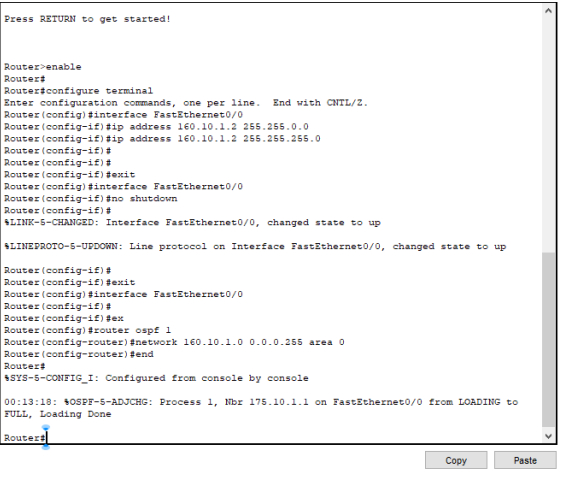 Press RETURN to get started!
Router>enable
Router#
Router#configure terminal
Enter configuration commands, one per line.  End with CNTL/Z.
Router(config)#interface FastEthernet0/0
Router(config-if)#ip address 160.10.1.2 255.255.0.0
Router(config-if)#ip address 160.10.1.2 255.255.255.0
Router(config-if)#
Router(config-if)#
Router(config-if)#exit
Router(config)#interface FastEthernet0/0
Router(config-if)#no shutdown
Router(config-if)#
%LINK-5-CHANGED: Interface FastEthernet0/0, changed state to up
%LINEPROTO-5-UPDOWN: Line protocol on Interface FastEthernet0/0, changed state to up
Router(config-if)#
Router(config-if)#exit
Router(config)#interface FastEthernet0/0
Router(config-if)#
Router(config-if)#ex
Router(config)#router ospf 1
Router(config-router)#network 160.10.1.0 0.0.0.255 area 0
Router(config-router)#end
Router#
%SYS-5-CONFIG_I: Configured from console by console
00:13:18: %OSPF-5-ADJCHG: Process 1, Nbr 175.10.1.1 on FastEthernet0/0 from LOADING to
FULL, Loading Done
Router#
Copy
Paste